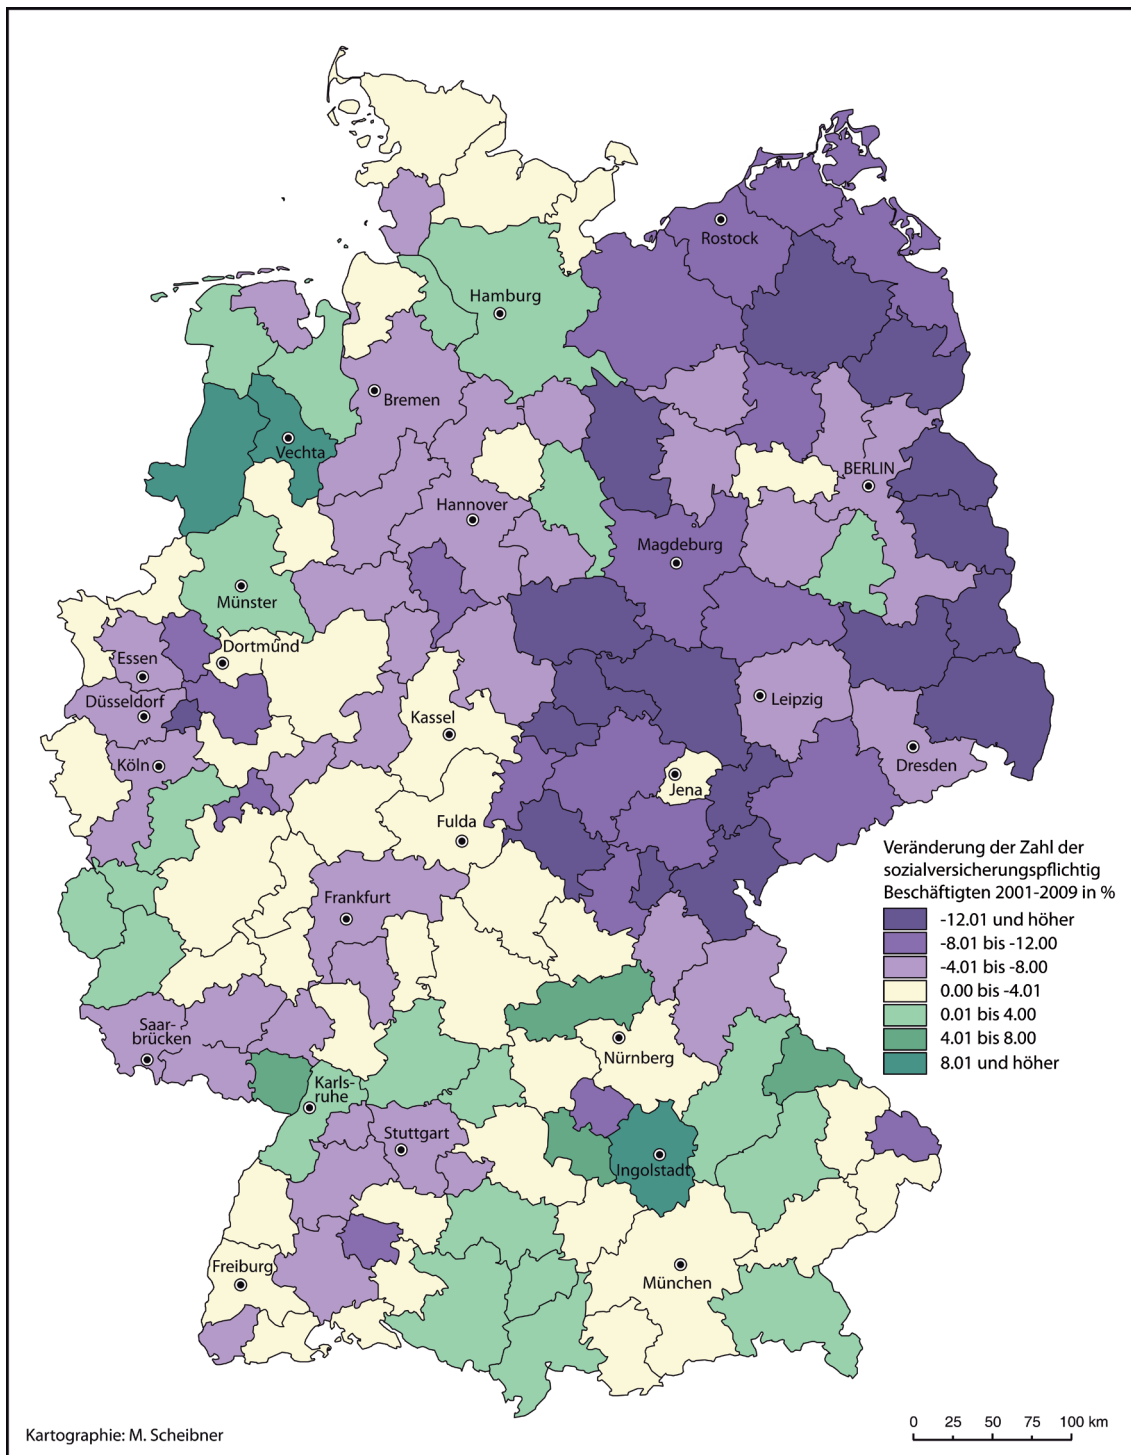 Rostock
Hamburg
Bremen
Vechta
BERLIN
Hannover
Magdeburg
Münster
Dortmund
Essen
Düsseldorf
Leipzig
Kassel
Köln
Dresden
Jena
Fulda
Frankfurt
Saar-
brücken
Nürnberg
Karls-
ruhe
Stuttgart
Ingolstadt
Freiburg
München
Veränderung der Zahl der
sozialversicherungspflichtig
Beschäftigten 2001-2009 in %
-12.01 und höher
-8.01 bis -12.00
-4.01 bis -8.00
0.00 bis -4.01
0.01 bis 4.00
4.01 bis 8.00
8.01 und höher
Kartographie: M. Scheibner
0 25 50 75 100 km